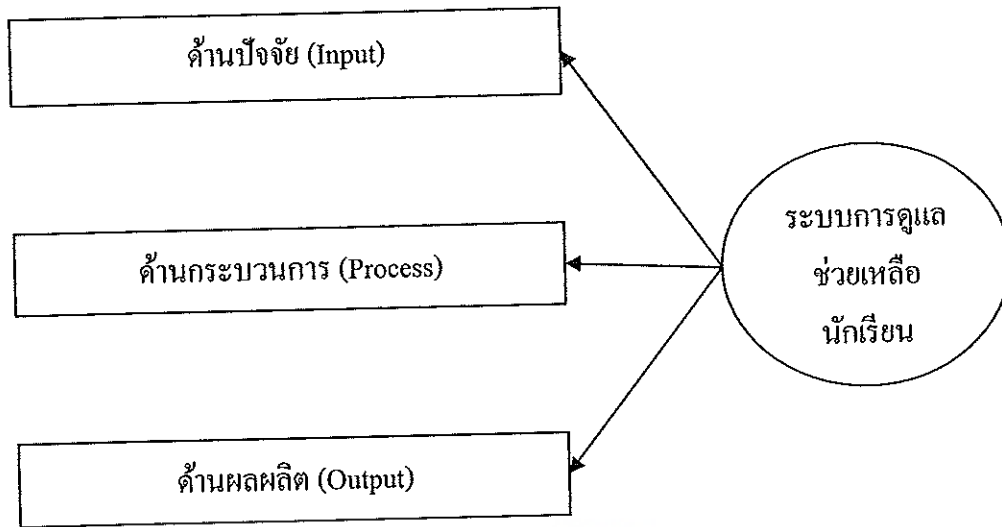 ด้านปัจจัย (Input)
ด้านกระบวนการ (Process)
ด้านผลผลิต (Output)
ระบบการดูแล
ช่วยเหลือ
นักเรียน